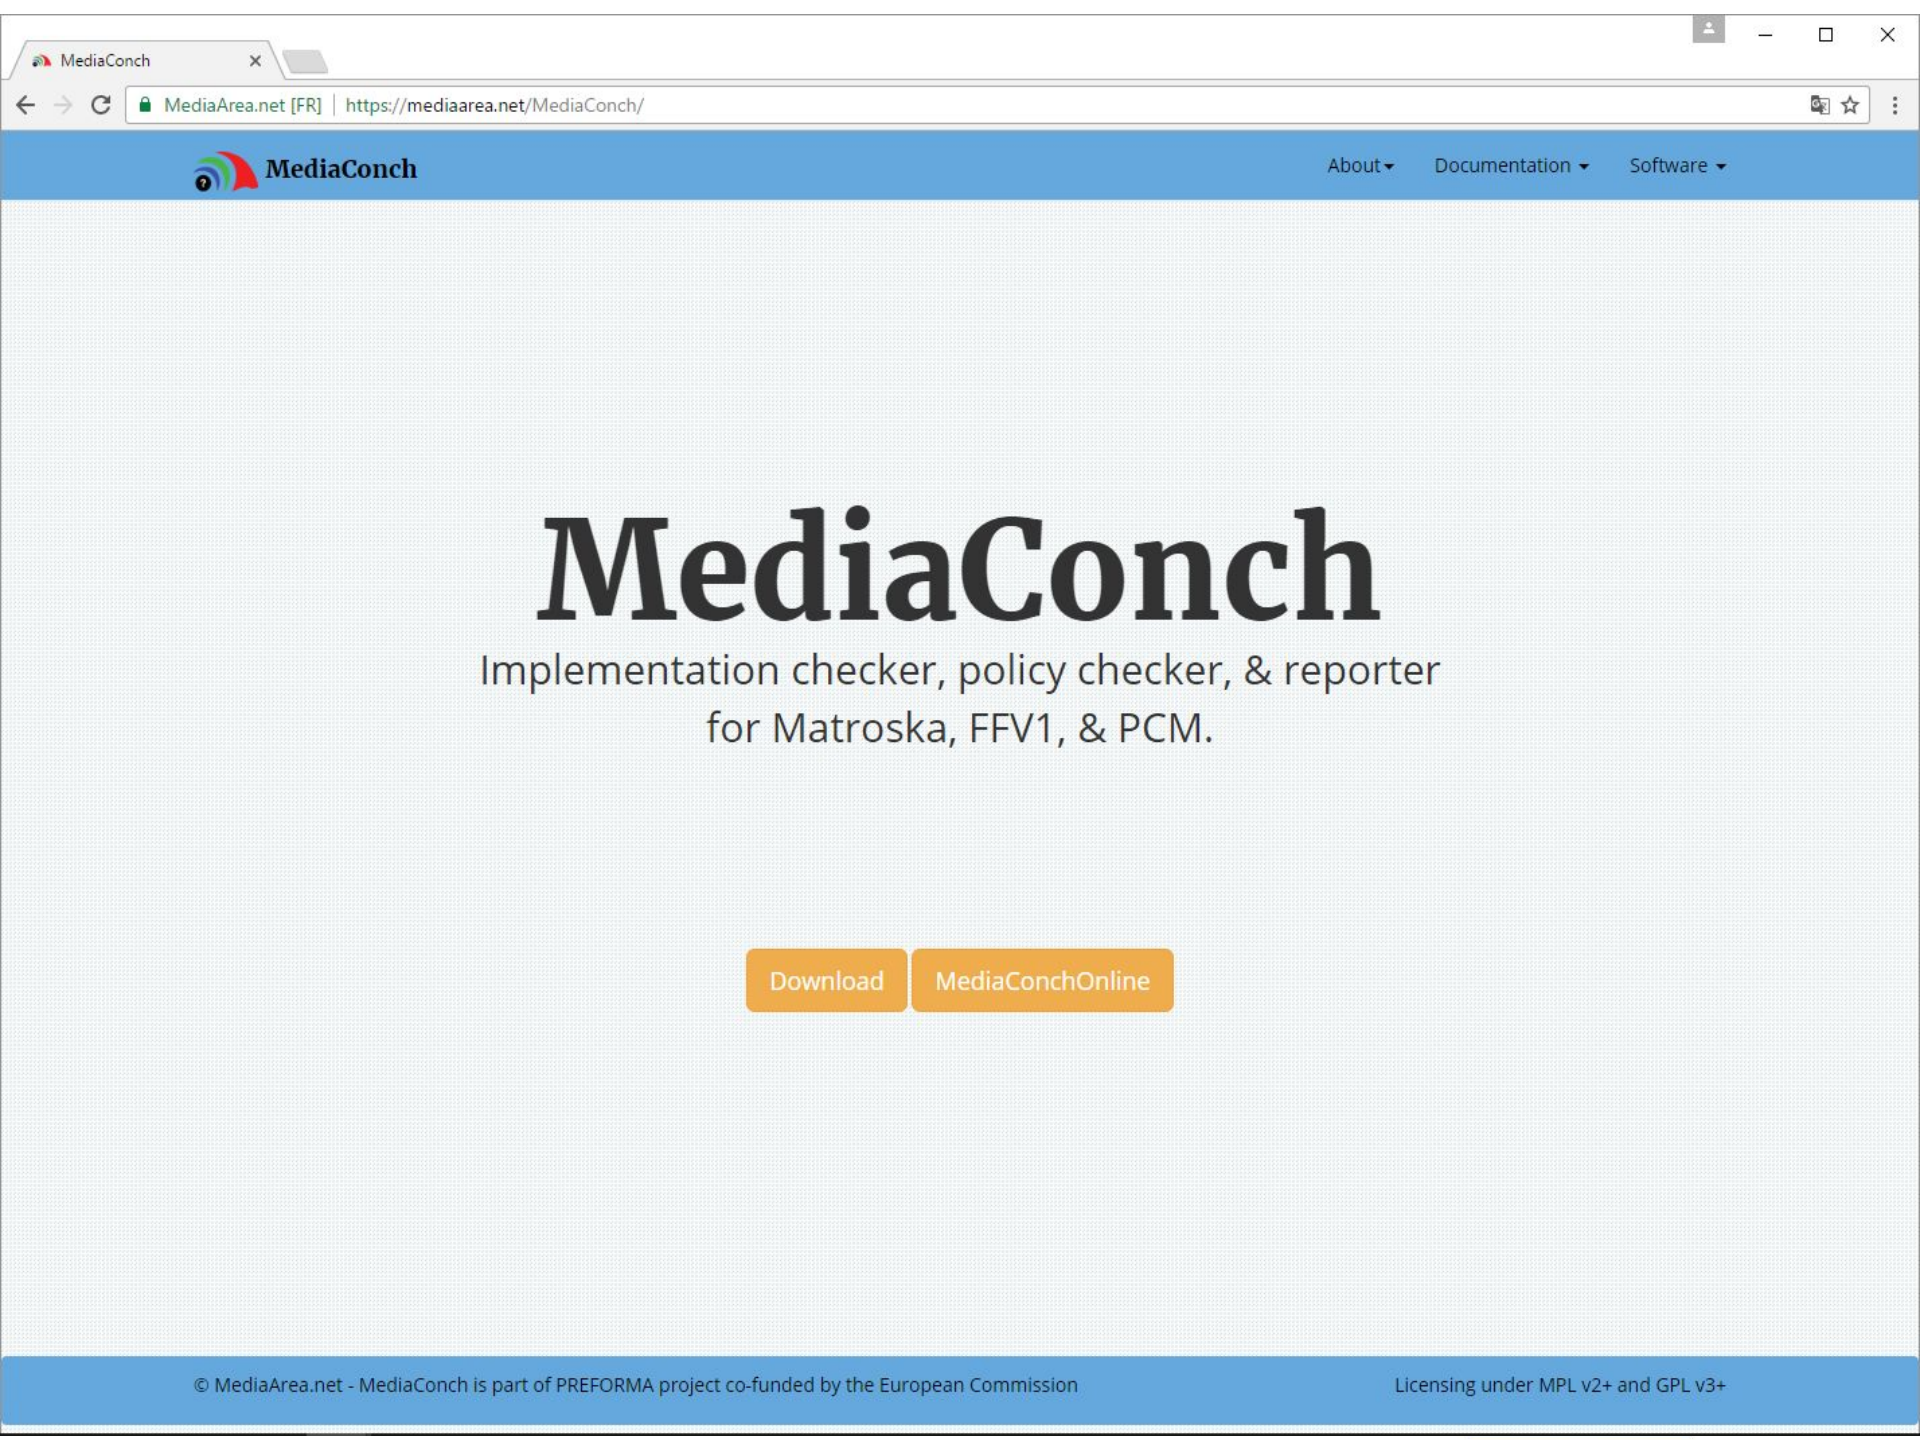 MediaConch
MediaArea.net [FR] | https://mediaarea.net/MediaConch/
MediaConch
About
Documentation
Software
MediaConch
Implementation checker, policy checker, & reporter
for Matroska, FFV1, & PCM.
Download
MediaConchOnline
© MediaArea.net - MediaConch is part of PREFORMA project co-funded by the European Commission
Licensing under MPL v2+ and GPL v3+